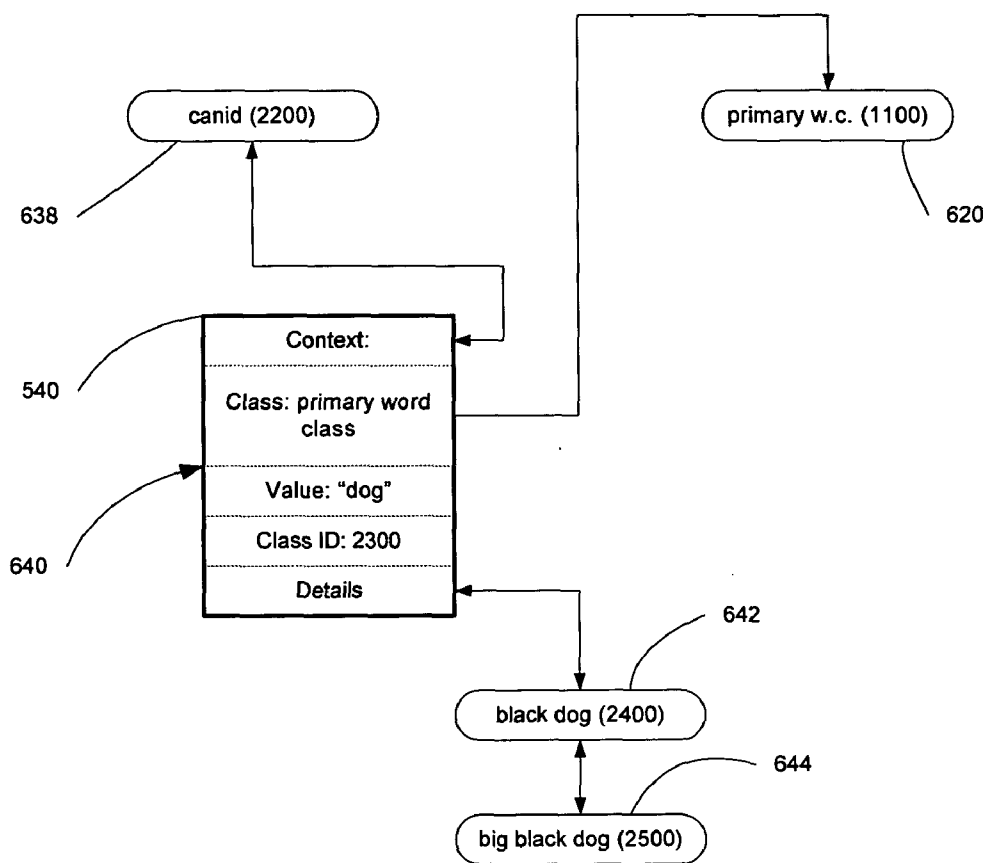 canid (2200)
primary w.c. (1100)
638
620
Context:
540
Class: primary word
class
Value: “dog”
Class ID: 2300
640
Details
642
black dog (2400)
644
big black dog (2500)